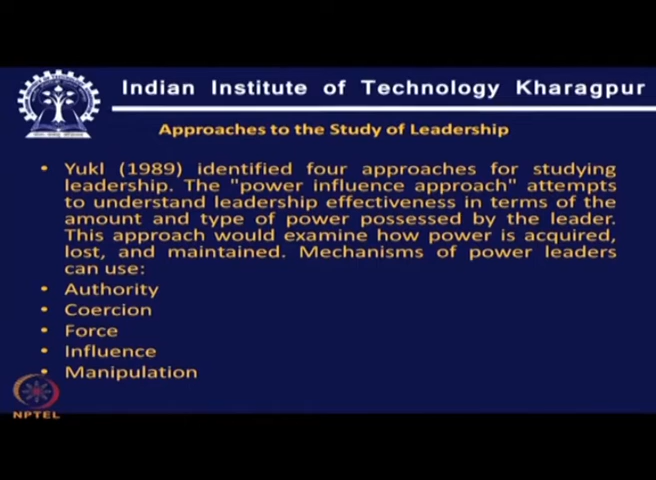 Indian Institute of Technology Kharagpur
Approaches to the Study of Leadership
• Yukl (1989) identified four approaches for studying
leadership. The "power influence approach" attempts
to understand leadership effectiveness in terms of the
amount and type of power possessed by the leader.
This approach would examine how power is acquired,
lost, and maintained. Mechanisms of power leaders
can use:
• Authority
• Coercion
• Force
• Influence
• Manipulation
NPTEL